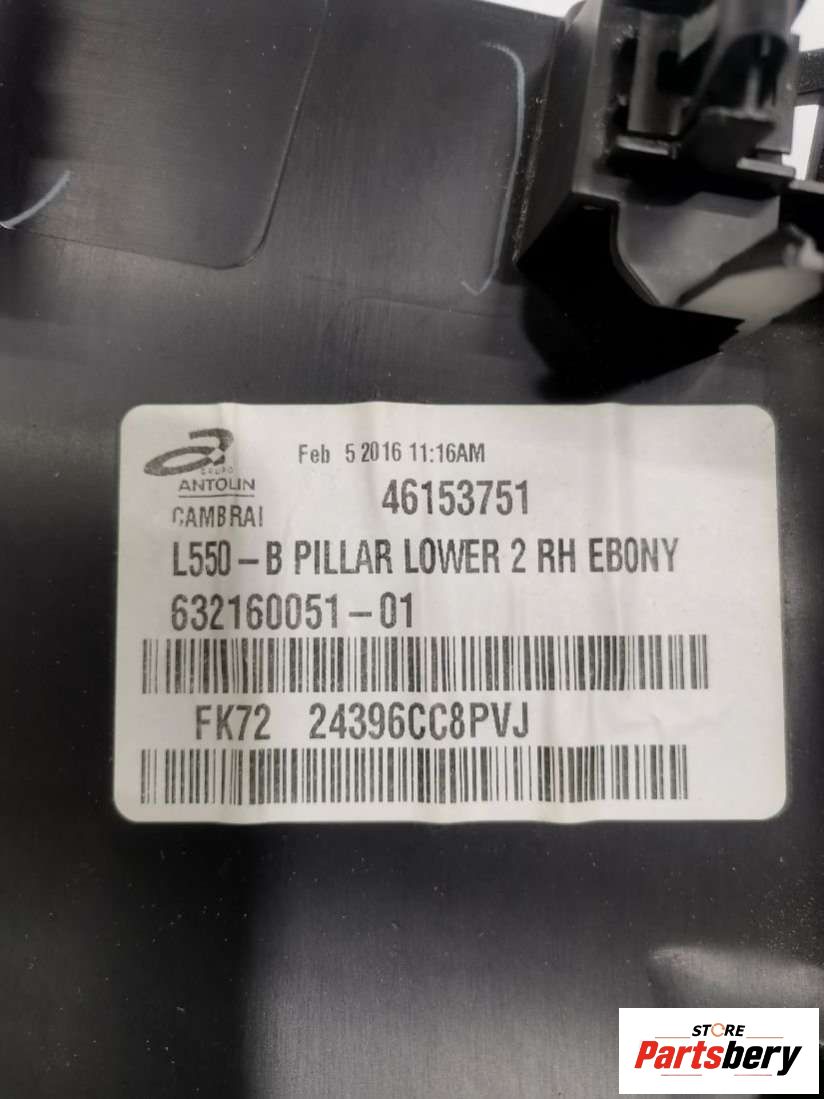 Feb 5 2016 11:16AM
GRUPO
ANTOLIN
46153751
CAMBRAI
L550-B PILLAR LOWER 2 RH EBONY
632160051-01
FK72 24396CC8PVJ
STORE
Partsbery